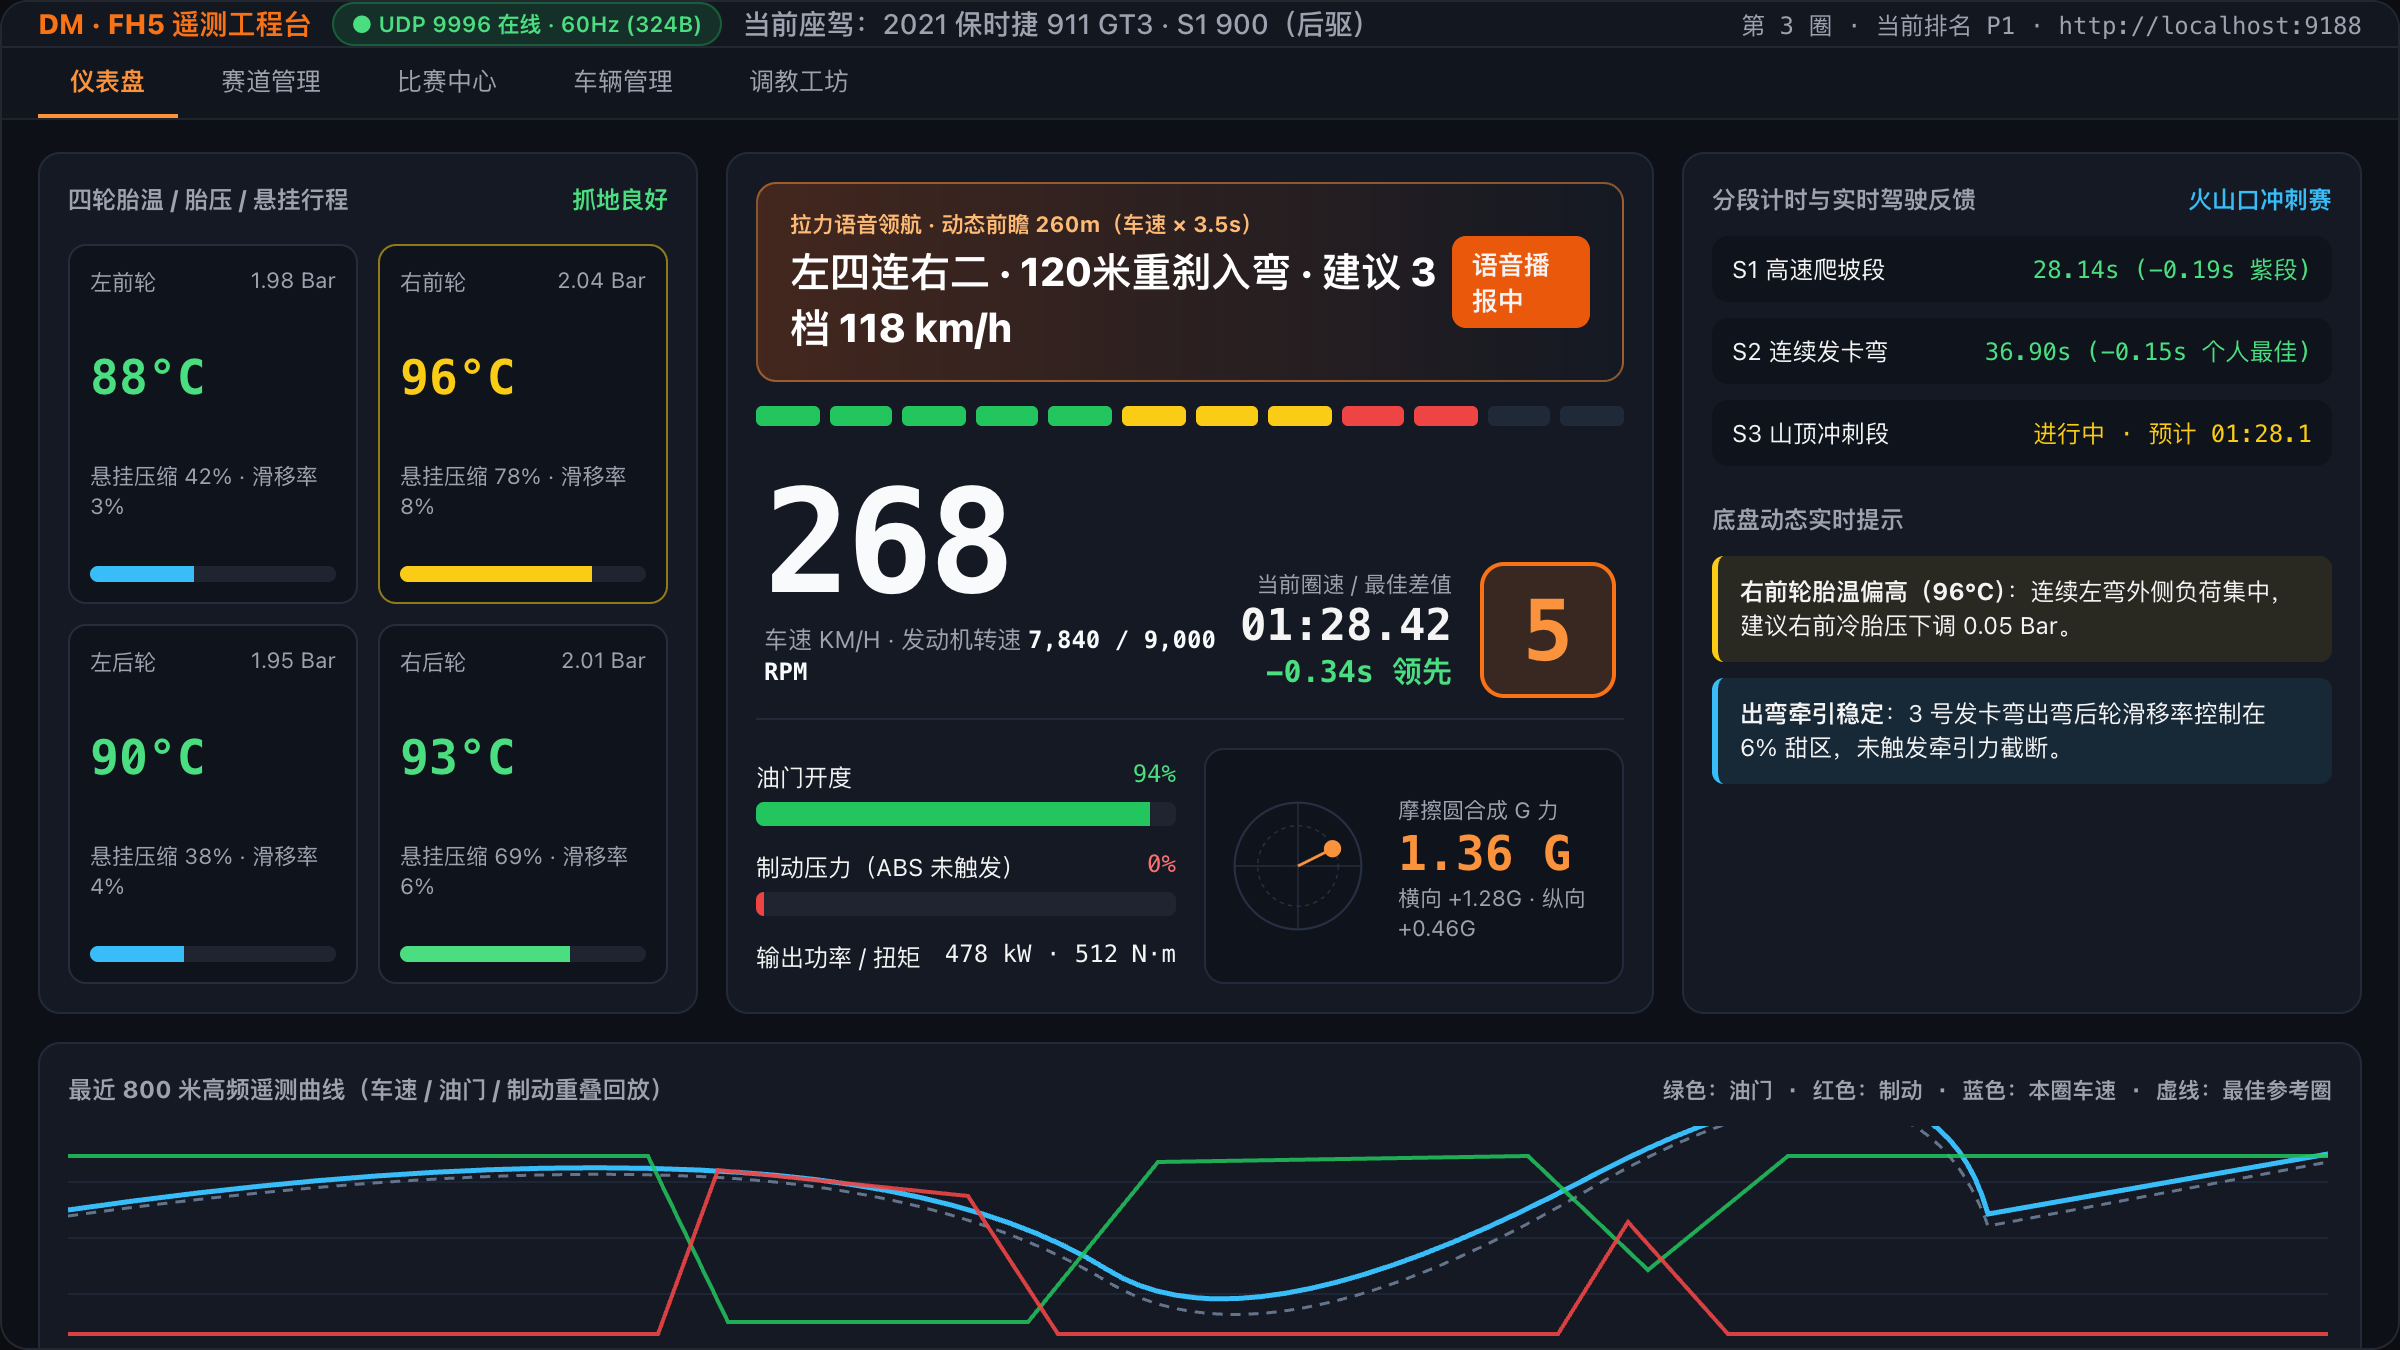 DM · FH5 遥测工程台
UDP 9996 在线 · 60Hz (324B)
当前座驾：2021 保时捷 911 GT3 · S1 900（后驱）
第 3 圈 · 当前排名 P1 · http://localhost:9188
仪表盘
赛道管理
比赛中心
车辆管理
调教工坊
四轮胎温 / 胎压 / 悬挂行程
抓地良好
左前轮
1.98 Bar
88°C
悬挂压缩 42% · 滑移率
3%
右前轮
2.04 Bar
96°C
悬挂压缩 78% · 滑移率
8%
左后轮
1.95 Bar
90°C
悬挂压缩 38% · 滑移率
4%
右后轮
2.01 Bar
93°C
悬挂压缩 69% · 滑移率
6%
拉力语音领航 · 动态前瞻 260m（车速 × 3.5s）
左四连右二 · 120米重刹入弯 · 建议 3
档 118 km/h
语音播
报中
268
车速 KM/H · 发动机转速 7,840 / 9,000
RPM
当前圈速 / 最佳差值
01:28.42
-0.34s 领先
5
油门开度
94%
制动压力（ABS 未触发）
0%
输出功率 / 扭矩
478 kW · 512 N·m
摩擦圆合成 G 力
1.36 G
横向 +1.28G · 纵向
+0.46G
分段计时与实时驾驶反馈
火山口冲刺赛
S1 高速爬坡段
28.14s (-0.19s 紫段)
S2 连续发卡弯
36.90s (-0.15s 个人最佳)
S3 山顶冲刺段
进行中 · 预计 01:28.1
底盘动态实时提示
右前轮胎温偏高（96°C）：连续左弯外侧负荷集中，
建议右前冷胎压下调 0.05 Bar。
出弯牵引稳定：3 号发卡弯出弯后轮滑移率控制在
6% 甜区，未触发牵引力截断。
最近 800 米高频遥测曲线（车速 / 油门 / 制动重叠回放）
绿色：油门 · 红色：制动 · 蓝色：本圈车速 · 虚线：最佳参考圈